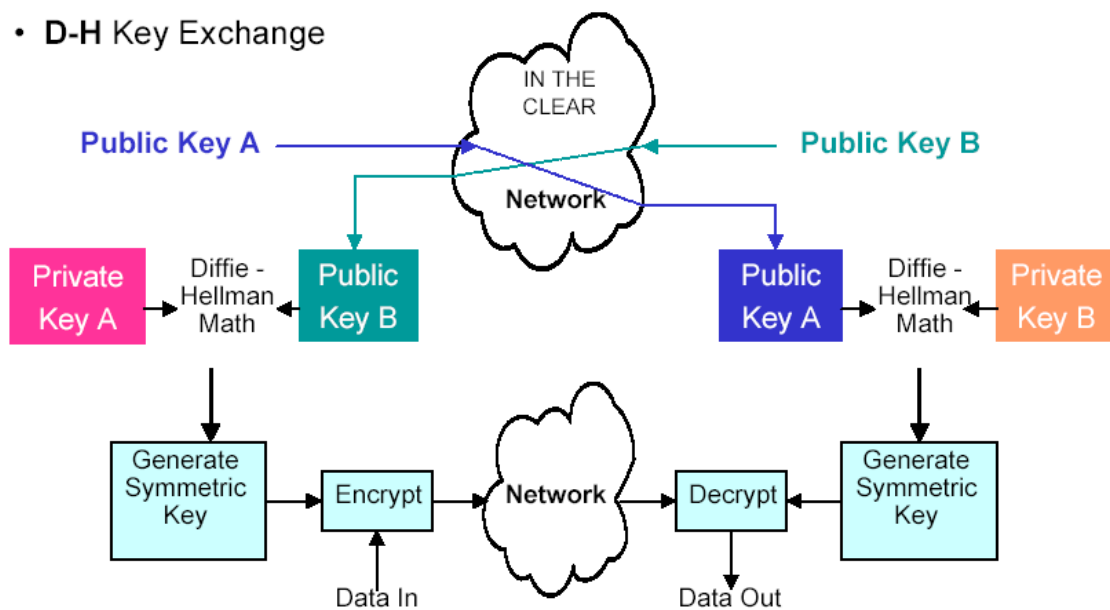 • D-H Key Exchange
IN THE
CLEAR
Public Key A
Public Key B
Network
Private
Key A
Diffie -
Hellman
Math
Public
Key B
Public
Key A
Diffie -
Hellman
Math
Private
Key B
Generate
Symmetric
Key
Encrypt
Network
Decrypt
Generate
Symmetric
Key
Data In
Data Out